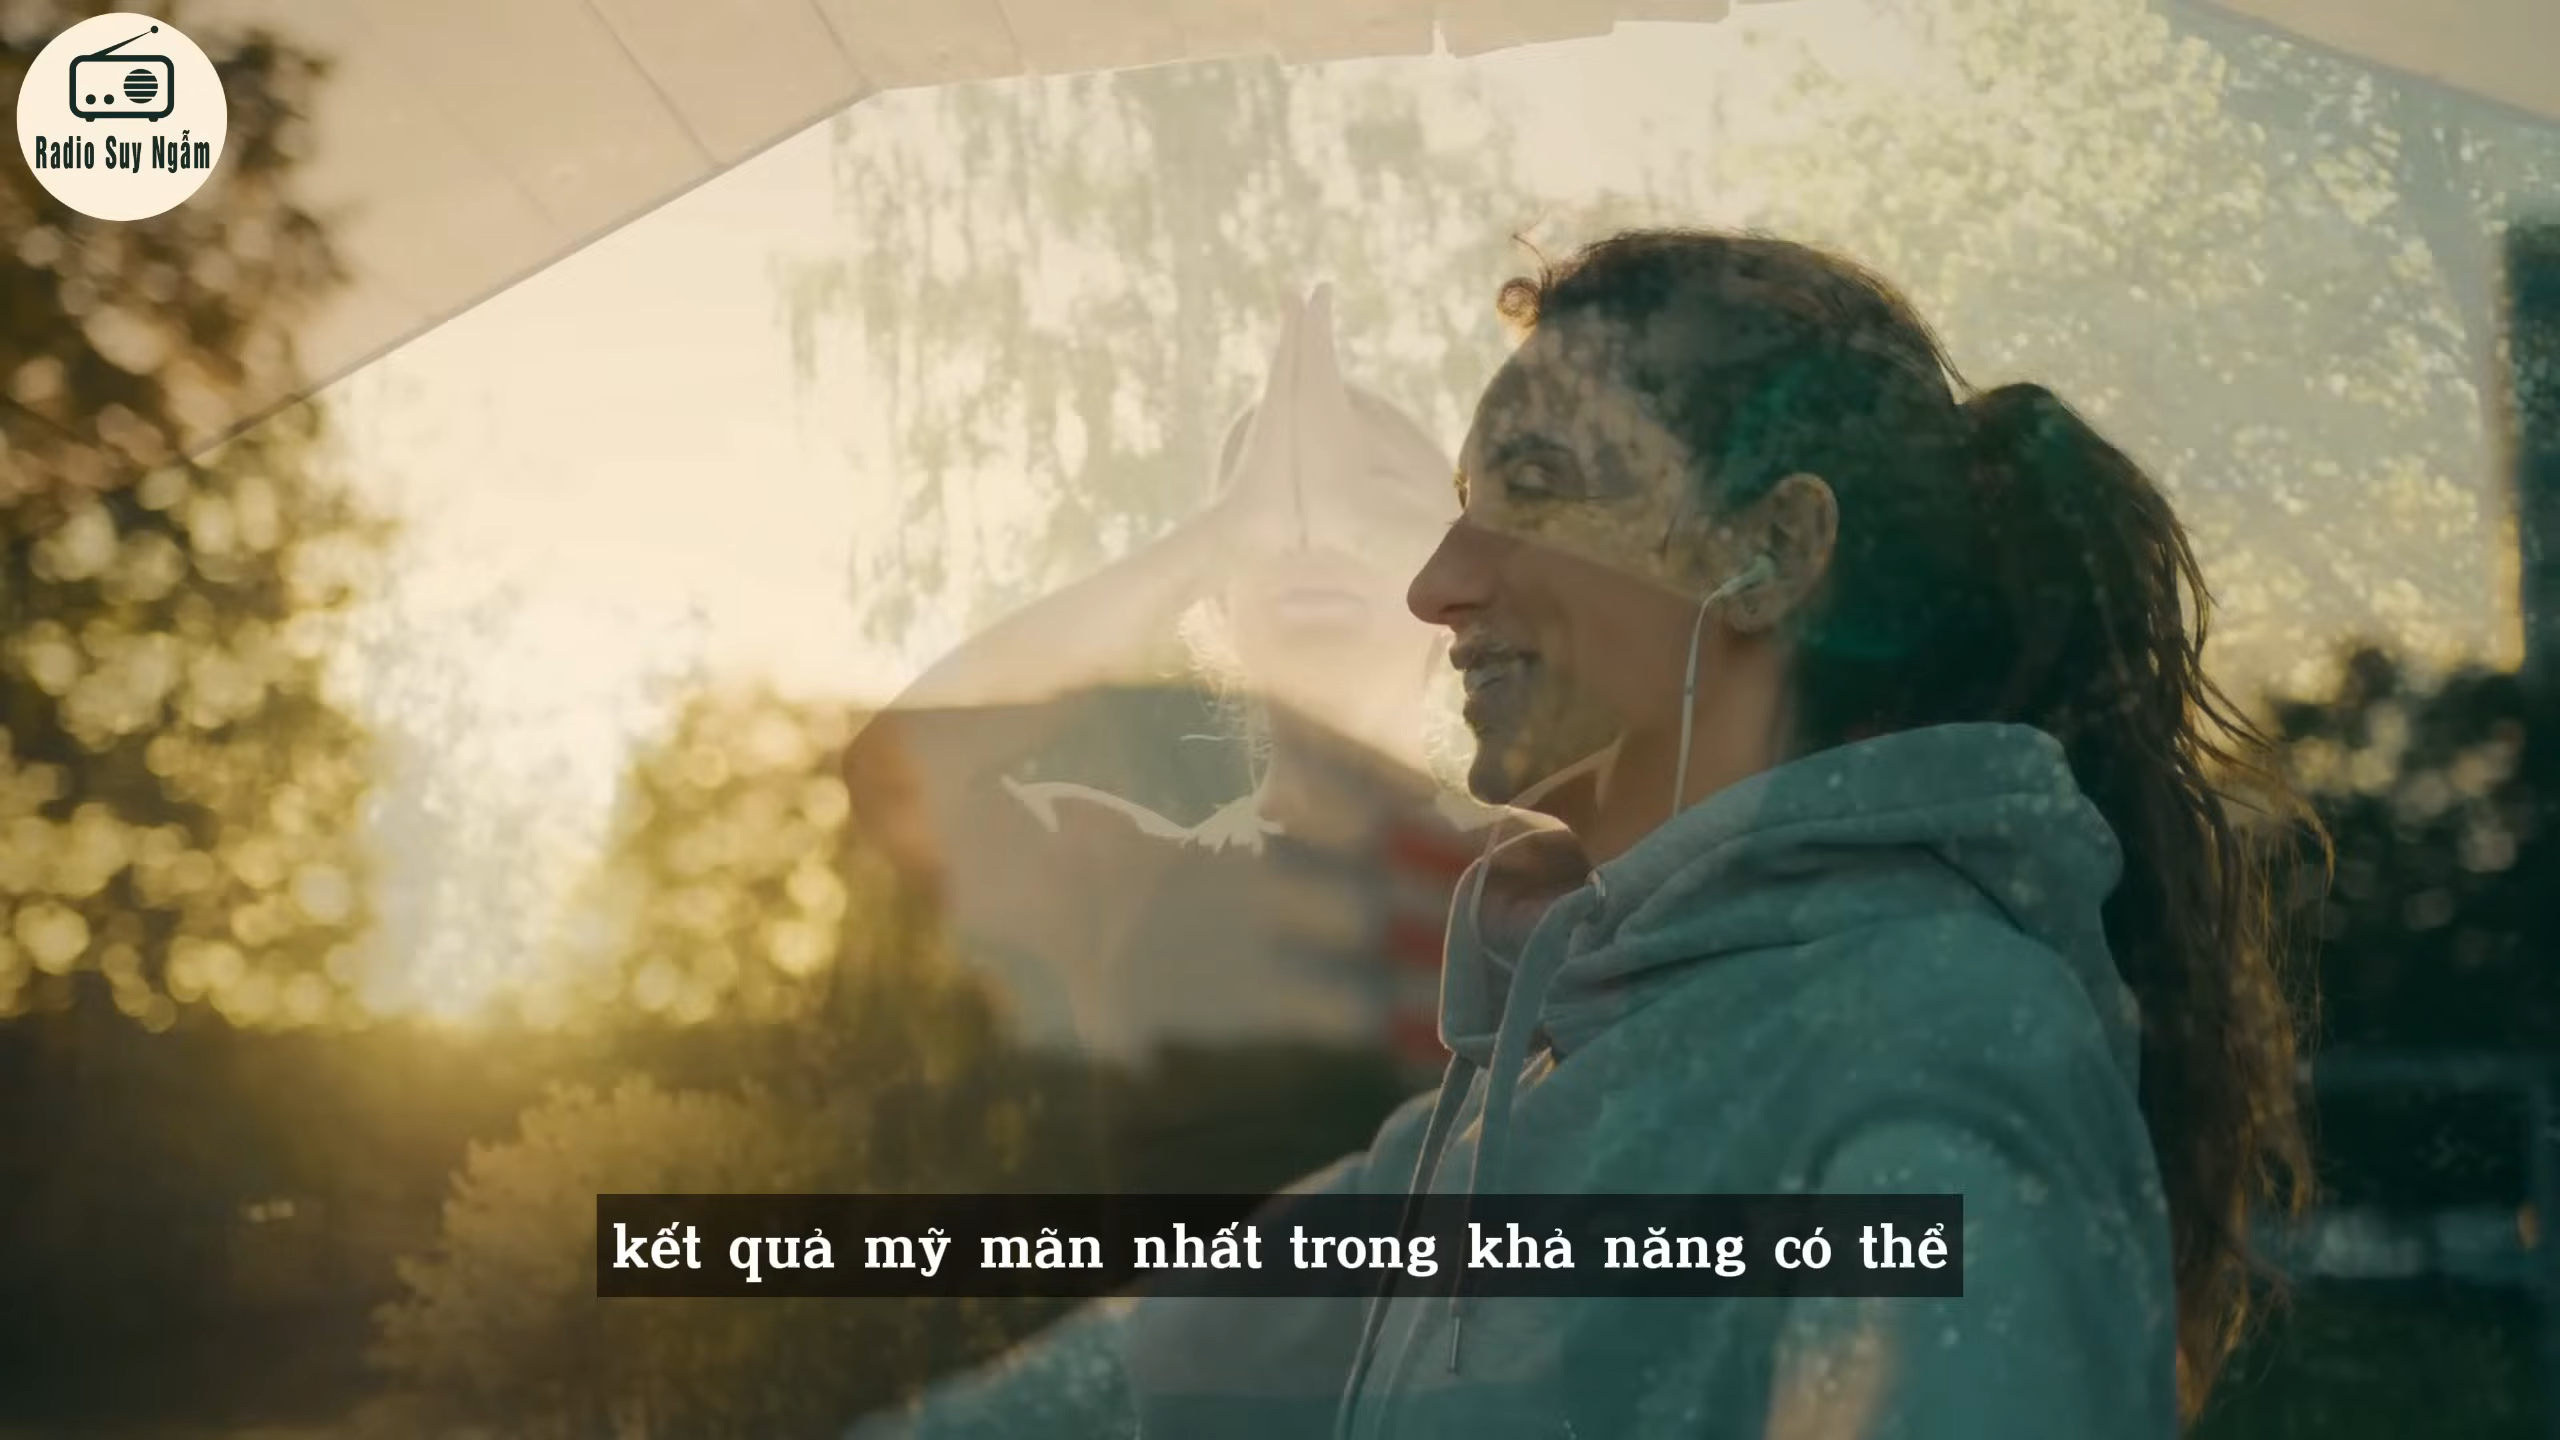 Radio Suy Ngẫm
kết quả mỹ mãn nhất trong khả năng có thể